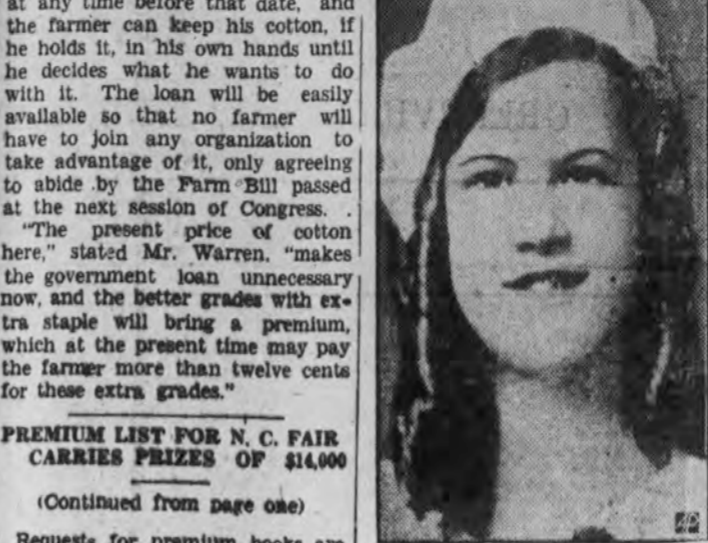 at any time before that date, and
the farmer can keep his cotton, if
he holds it, in his own hands until
he decides what he wants to do
with it. The loan will be easily
available so that no farmer will
have to join any organization to
take advantage of it, only agreeing
to abide by the Farm Bill passed
at the next session of Congress. .
"The present price of cotton
here," stated Mr. Warren, "makes
the government loan unnecessary
now, and the better grades with ex-
tra staple will bring a premium,
which at the present time may pay
the farmer more than twelve cents
for these extra grades."
PREMIUM LIST FOR N. C. FAIR
CARRIES PRIZES OF $14,000
(Continued from page one)
Requests for premium books are
AP